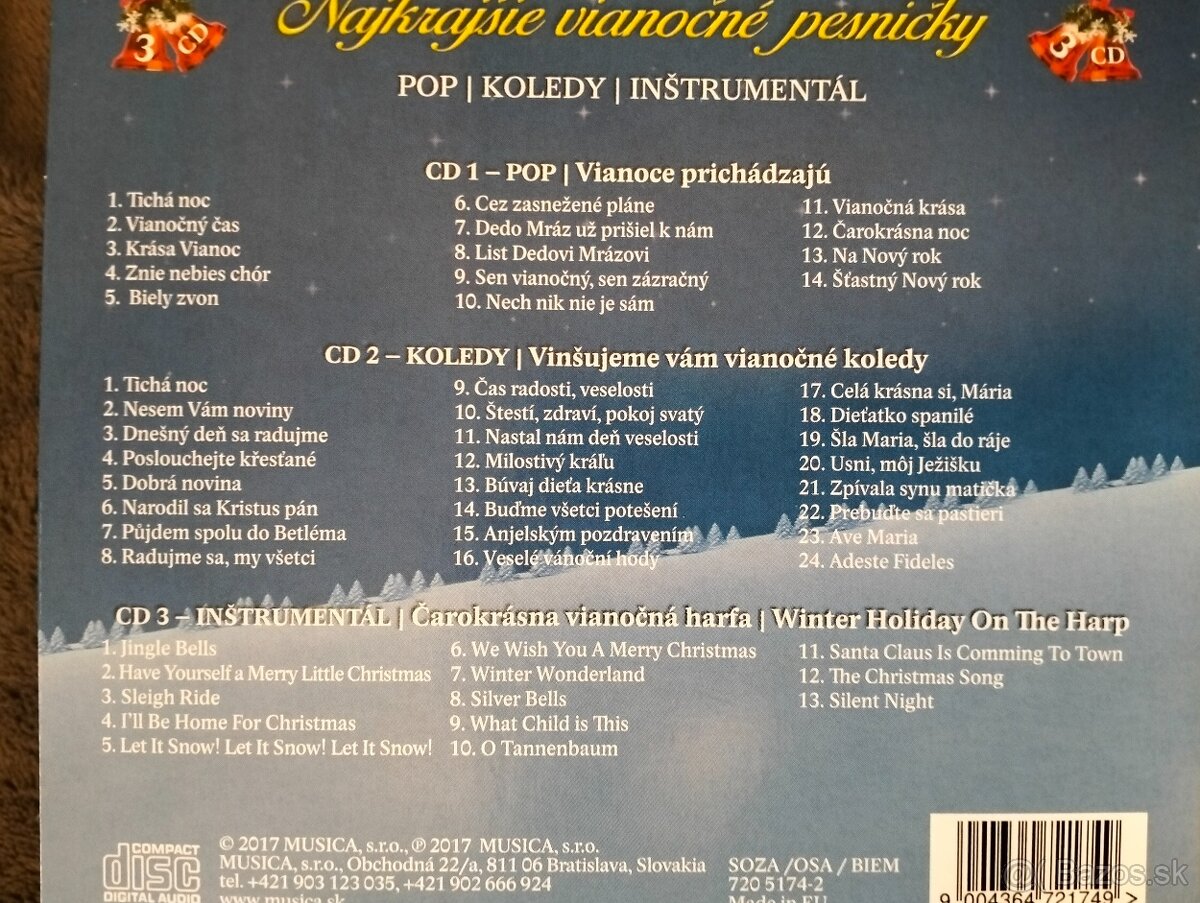 Najkrajšie vianočné pesničky
3 CD
3 CD
POP | KOLEDY | INŠTRUMENTÁL
CD 1 – POP | Vianoce prichádzajú
1. Tichá noc
2. Vianočný čas
3. Krása Vianoc
4. Znie nebies chór
5. Biely zvon
6. Cez zasnežené pláne
7. Dedo Mráz už prišiel k nám
8. List Dedovi Mrázovi
9. Sen vianočný, sen zázračný
10. Nech nik nie je sám
11. Vianočná krása
12. Čarokrásna noc
13. Na Nový rok
14. Šťastný Nový rok
CD 2 – KOLEDY | Vinšujeme vám vianočné koledy
1. Tichá noc
2. Nesem Vám noviny
3. Dnešný deň sa radujme
4. Poslouchejte křesťané
5. Dobrá novina
6. Narodil sa Kristus pán
7. Půjdem spolu do Betléma
8. Radujme sa, my všetci
9. Čas radosti, veselosti
10. Štestí, zdraví, pokoj svatý
11. Nastal nám deň veselosti
12. Milostivý kráľu
13. Búvaj dieťa krásne
14. Buďme všetci potešení
15. Anjelským pozdravením
16. Veselé vánoční hody
17. Celá krásna si, Mária
18. Dieťatko spanilé
19. Šla Maria, šla do ráje
20. Usni, môj Ježišku
21. Zpívala synu matička
22. Prebuďte sa pastieri
23. Ave Maria
24. Adeste Fideles
CD 3 – INŠTRUMENTÁL | Čarokrásna vianočná harfa | Winter Holiday On The Harp
1. Jingle Bells
2. Have Yourself a Merry Little Christmas
3. Sleigh Ride
4. I'll Be Home For Christmas
5. Let It Snow! Let It Snow! Let It Snow!
6. We Wish You A Merry Christmas
7. Winter Wonderland
8. Silver Bells
9. What Child is This
10. O Tannenbaum
11. Santa Claus Is Comming To Town
12. The Christmas Song
13. Silent Night
COMPACT
disc
DIGITAL AUDIO
© 2017 MUSICA, s.r.o., ℗ 2017 MUSICA, s.r.o.
MUSICA, s.r.o., Obchodná 22/a, 811 06 Bratislava, Slovakia
tel. +421 903 123 035, +421 902 666 924
www.musica.sk
SOZA /OSA / BIEM
720 5174-2
Made in EU
9 004364 721749 >
Bazos.sk